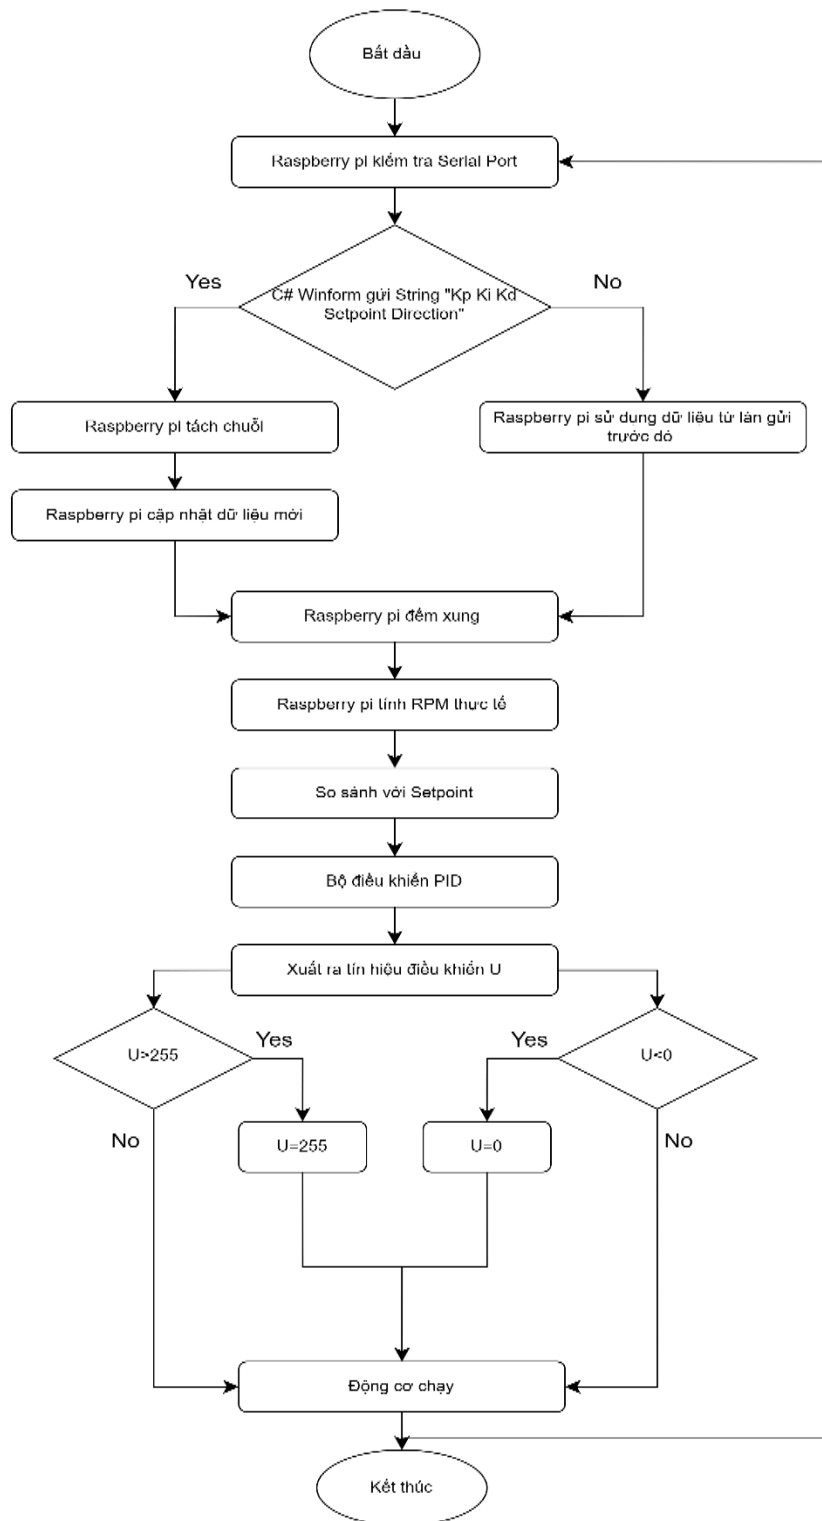 Bắt dầu
Raspberry pi kiểm tra Serial Port
Yes
No
C# Winform gửi String "Kp Ki Kd
Setpoint Direction"
Raspberry pi tách chuỗi
Raspberry pi sử dụng dữ liệu từ lần gửi
trước dó
Raspberry pi cập nhật dữ liệu mới
Raspberry pi đếm xung
Raspberry pi tính RPM thực tế
So sánh với Setpoint
Bộ điều khiển PID
Xuất ra tín hiệu điều khiển U
U>255
Yes
Yes
U<0
No
U=255
U=0
No
Động cơ chạy
Kết thúc